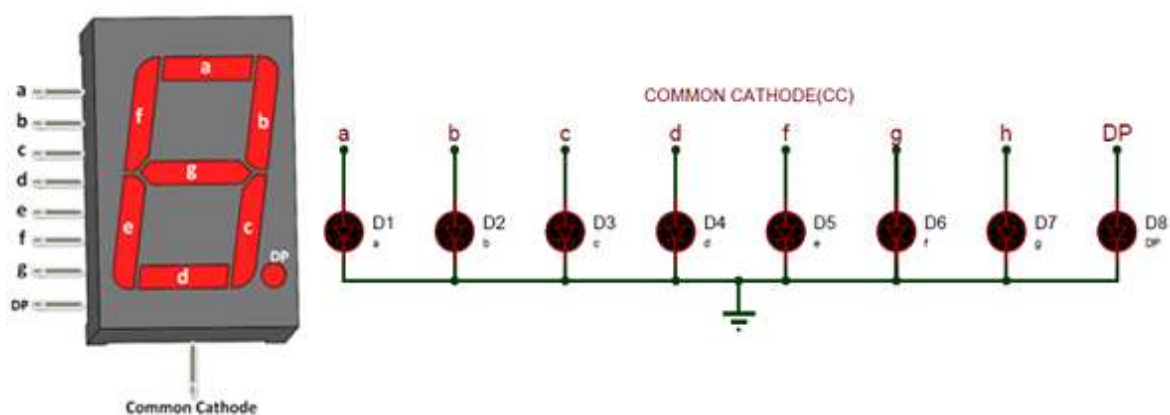 a
b
c
d
e
f
g
DP
a
f
b
g
e
c
d
DP
Common Cathode
COMMON CATHODE(CC)
a b c d f g h DP
D1 D2 D3 D4 D5 D6 D7 D8
a b c d e f g DP